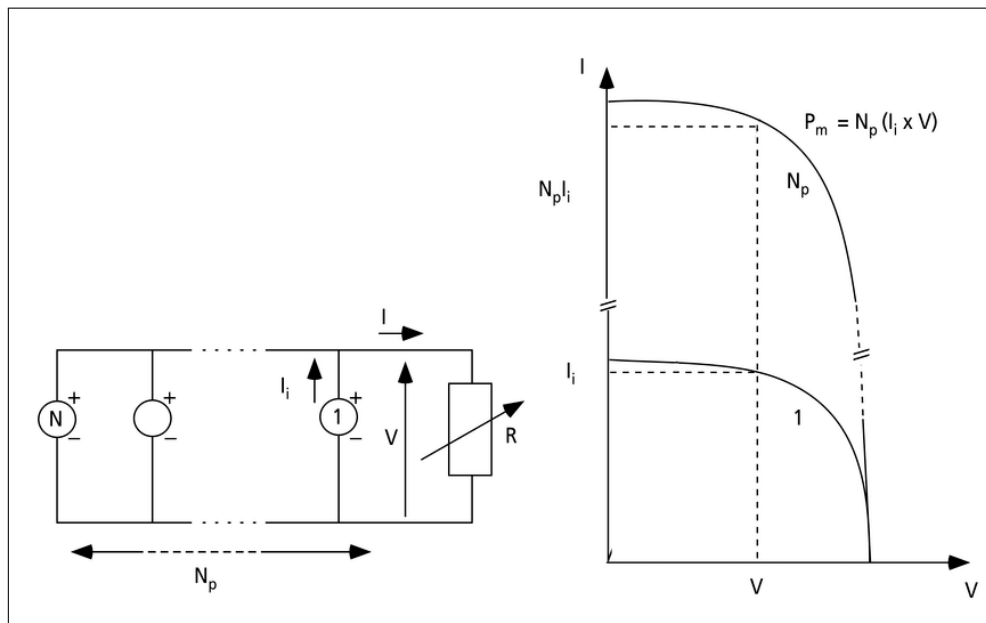 I
P_m = N_p (I_i x V)
N_p
N_pI_i
I
I_i
+
+
+
N
1
V
R
−
−
−
N_p
I_i
1
V
V